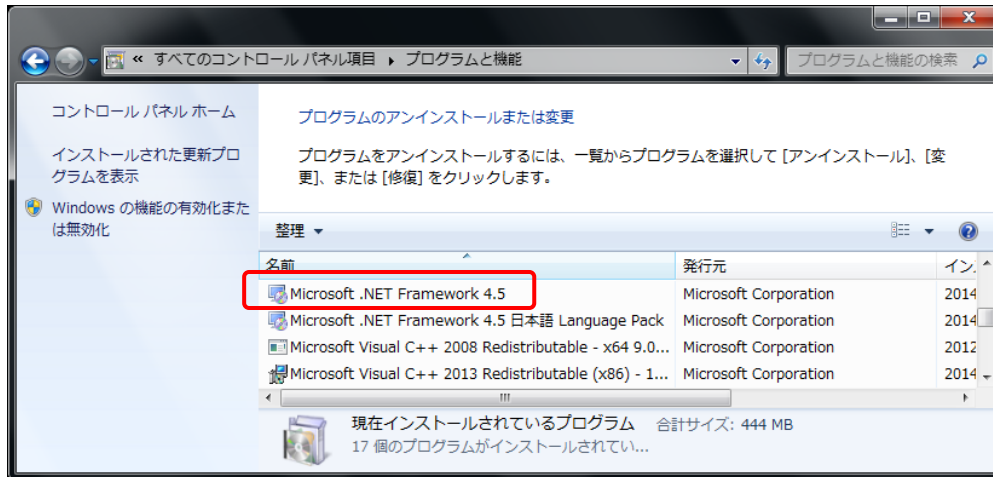 « すべてのコントロール パネル項目 ▸ プログラムと機能
プログラムと機能の検索
コントロール パネル ホーム
インストールされた更新プロ
グラムを表示
Windows の機能の有効化また
は無効化
プログラムのアンインストールまたは変更
プログラムをアンインストールするには、一覧からプログラムを選択して [アンインストール]、[変
更]、または [修復] をクリックします。
整理
名前 発行元 イン.
Microsoft .NET Framework 4.5 Microsoft Corporation 2014
Microsoft .NET Framework 4.5 日本語 Language Pack Microsoft Corporation 2014
Microsoft Visual C++ 2008 Redistributable - x64 9.0... Microsoft Corporation 2012
Microsoft Visual C++ 2013 Redistributable (x86) - 1... Microsoft Corporation 2014
現在インストールされているプログラム 合計サイズ: 444 MB
17 個のプログラムがインストールされてい...